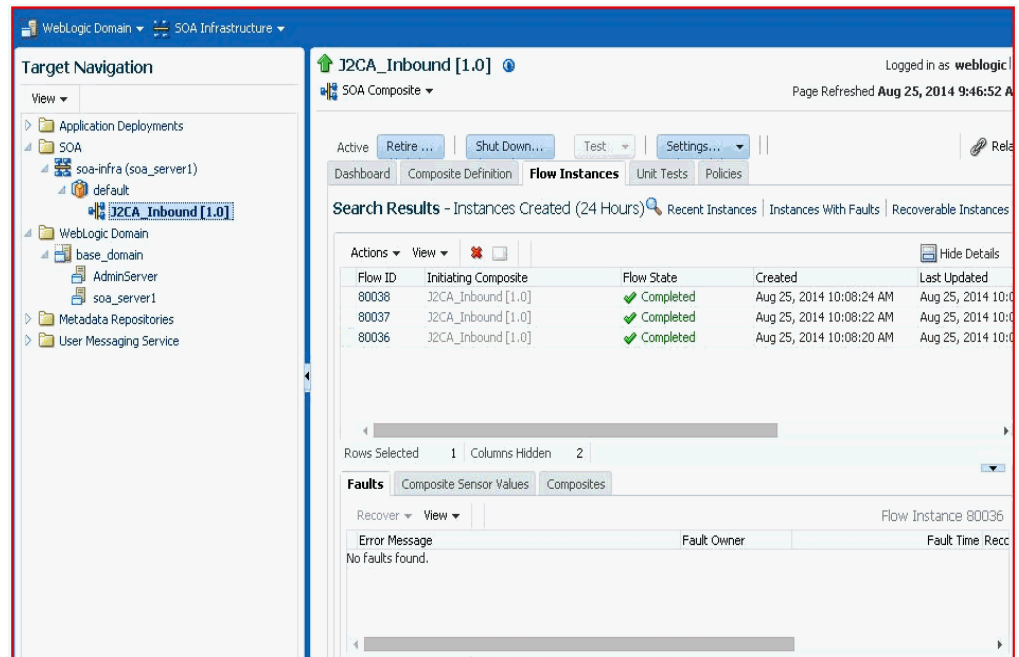 WebLogic Domain SOA Infrastructure
Target Navigation
View
Application Deployments
SOA
soa-infra (soa_server1)
default
J2CA_Inbound [1.0]
WebLogic Domain
base_domain
AdminServer
soa_server1
Metadata Repositories
User Messaging Service
J2CA_Inbound [1.0]
Logged in as weblogic
SOA Composite
Page Refreshed Aug 25, 2014 9:46:52 A
Active Retire ... Shut Down... Test Settings... Rela
Dashboard Composite Definition Flow Instances Unit Tests Policies
Search Results - Instances Created (24 Hours) Recent Instances Instances With Faults Recoverable Instances
Actions View Hide Details
Flow ID Initiating Composite Flow State Created Last Updated
80038 J2CA_Inbound [1.0] Completed Aug 25, 2014 10:08:24 AM Aug 25, 2014 10:0
80037 J2CA_Inbound [1.0] Completed Aug 25, 2014 10:08:22 AM Aug 25, 2014 10:0
80036 J2CA_Inbound [1.0] Completed Aug 25, 2014 10:08:20 AM Aug 25, 2014 10:0
Rows Selected 1 Columns Hidden 2
Faults Composite Sensor Values Composites
Recover View Flow Instance 80036
Error Message Fault Owner Fault Time Recc
No faults found.